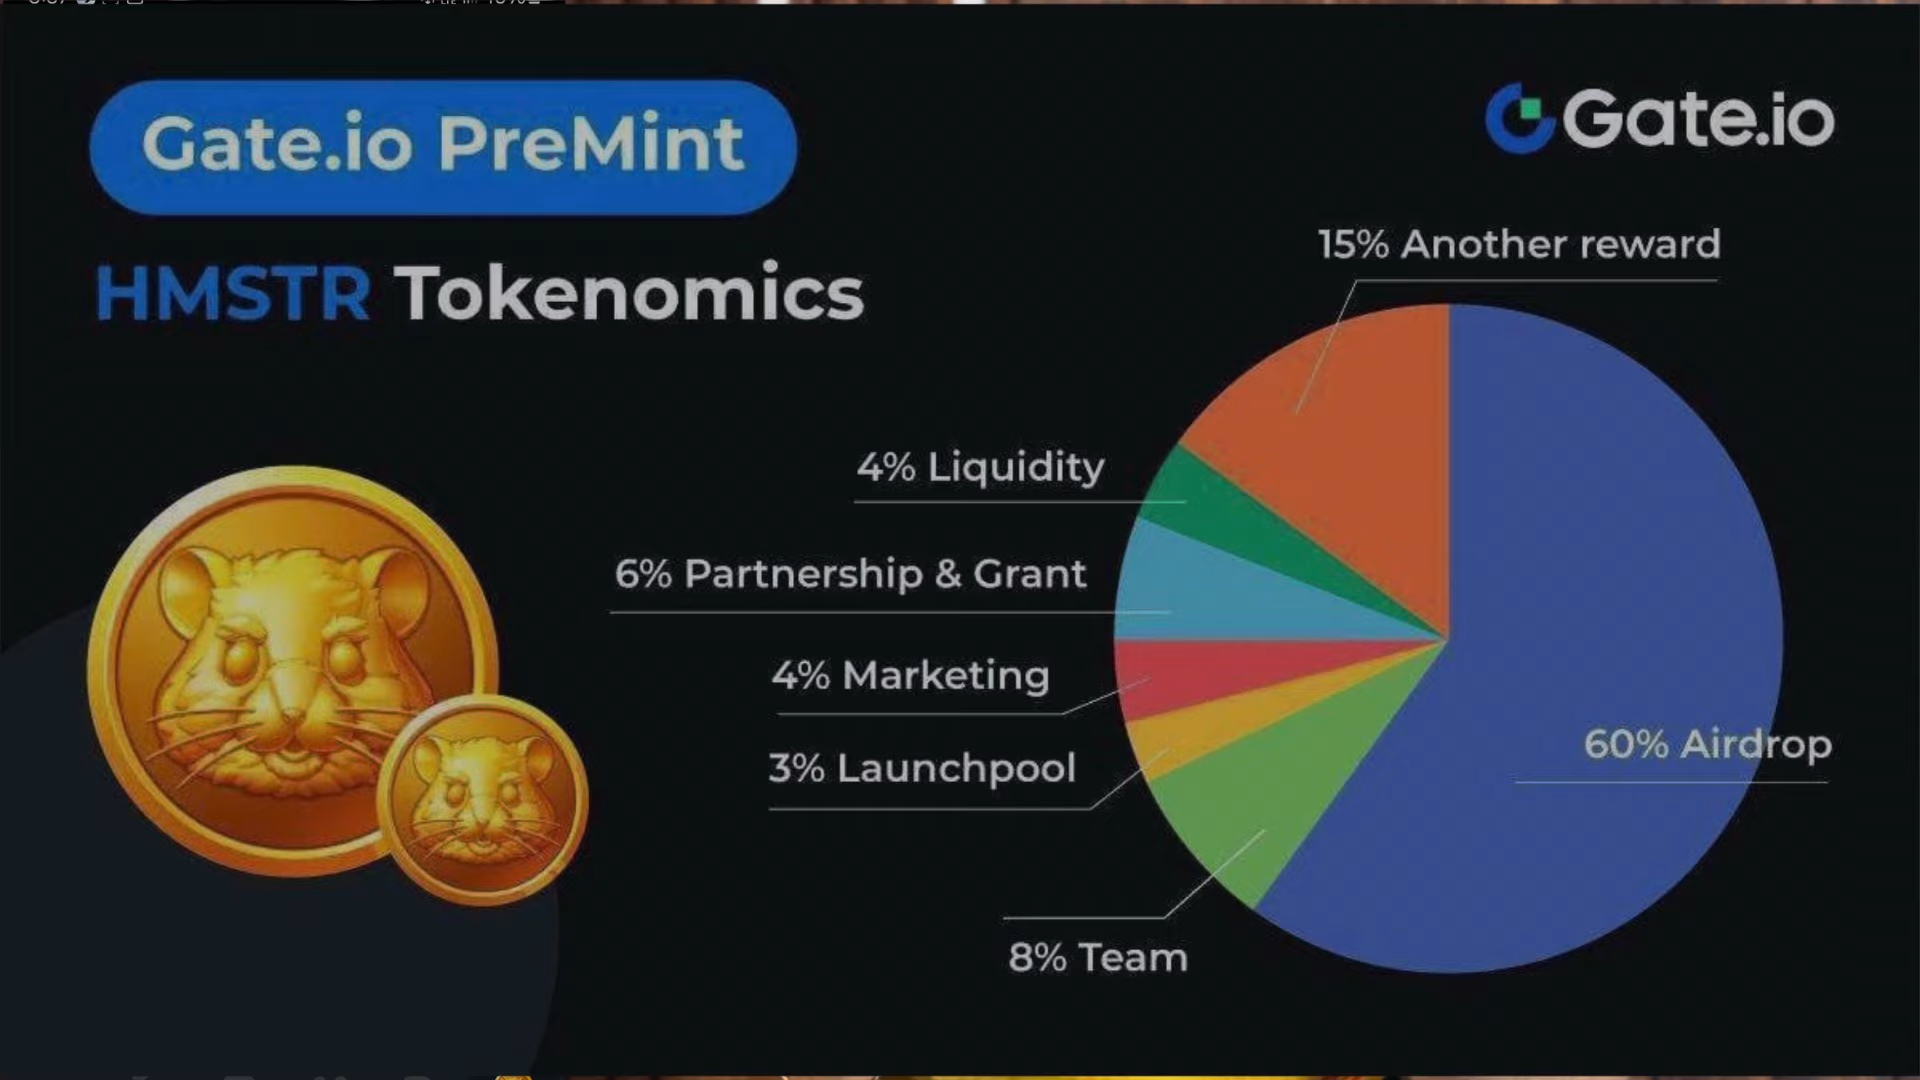 Gate.io PreMint
Gate.io
HMSTR Tokenomics
15% Another reward
4% Liquidity
6% Partnership & Grant
4% Marketing
60% Airdrop
3% Launchpool
8% Team